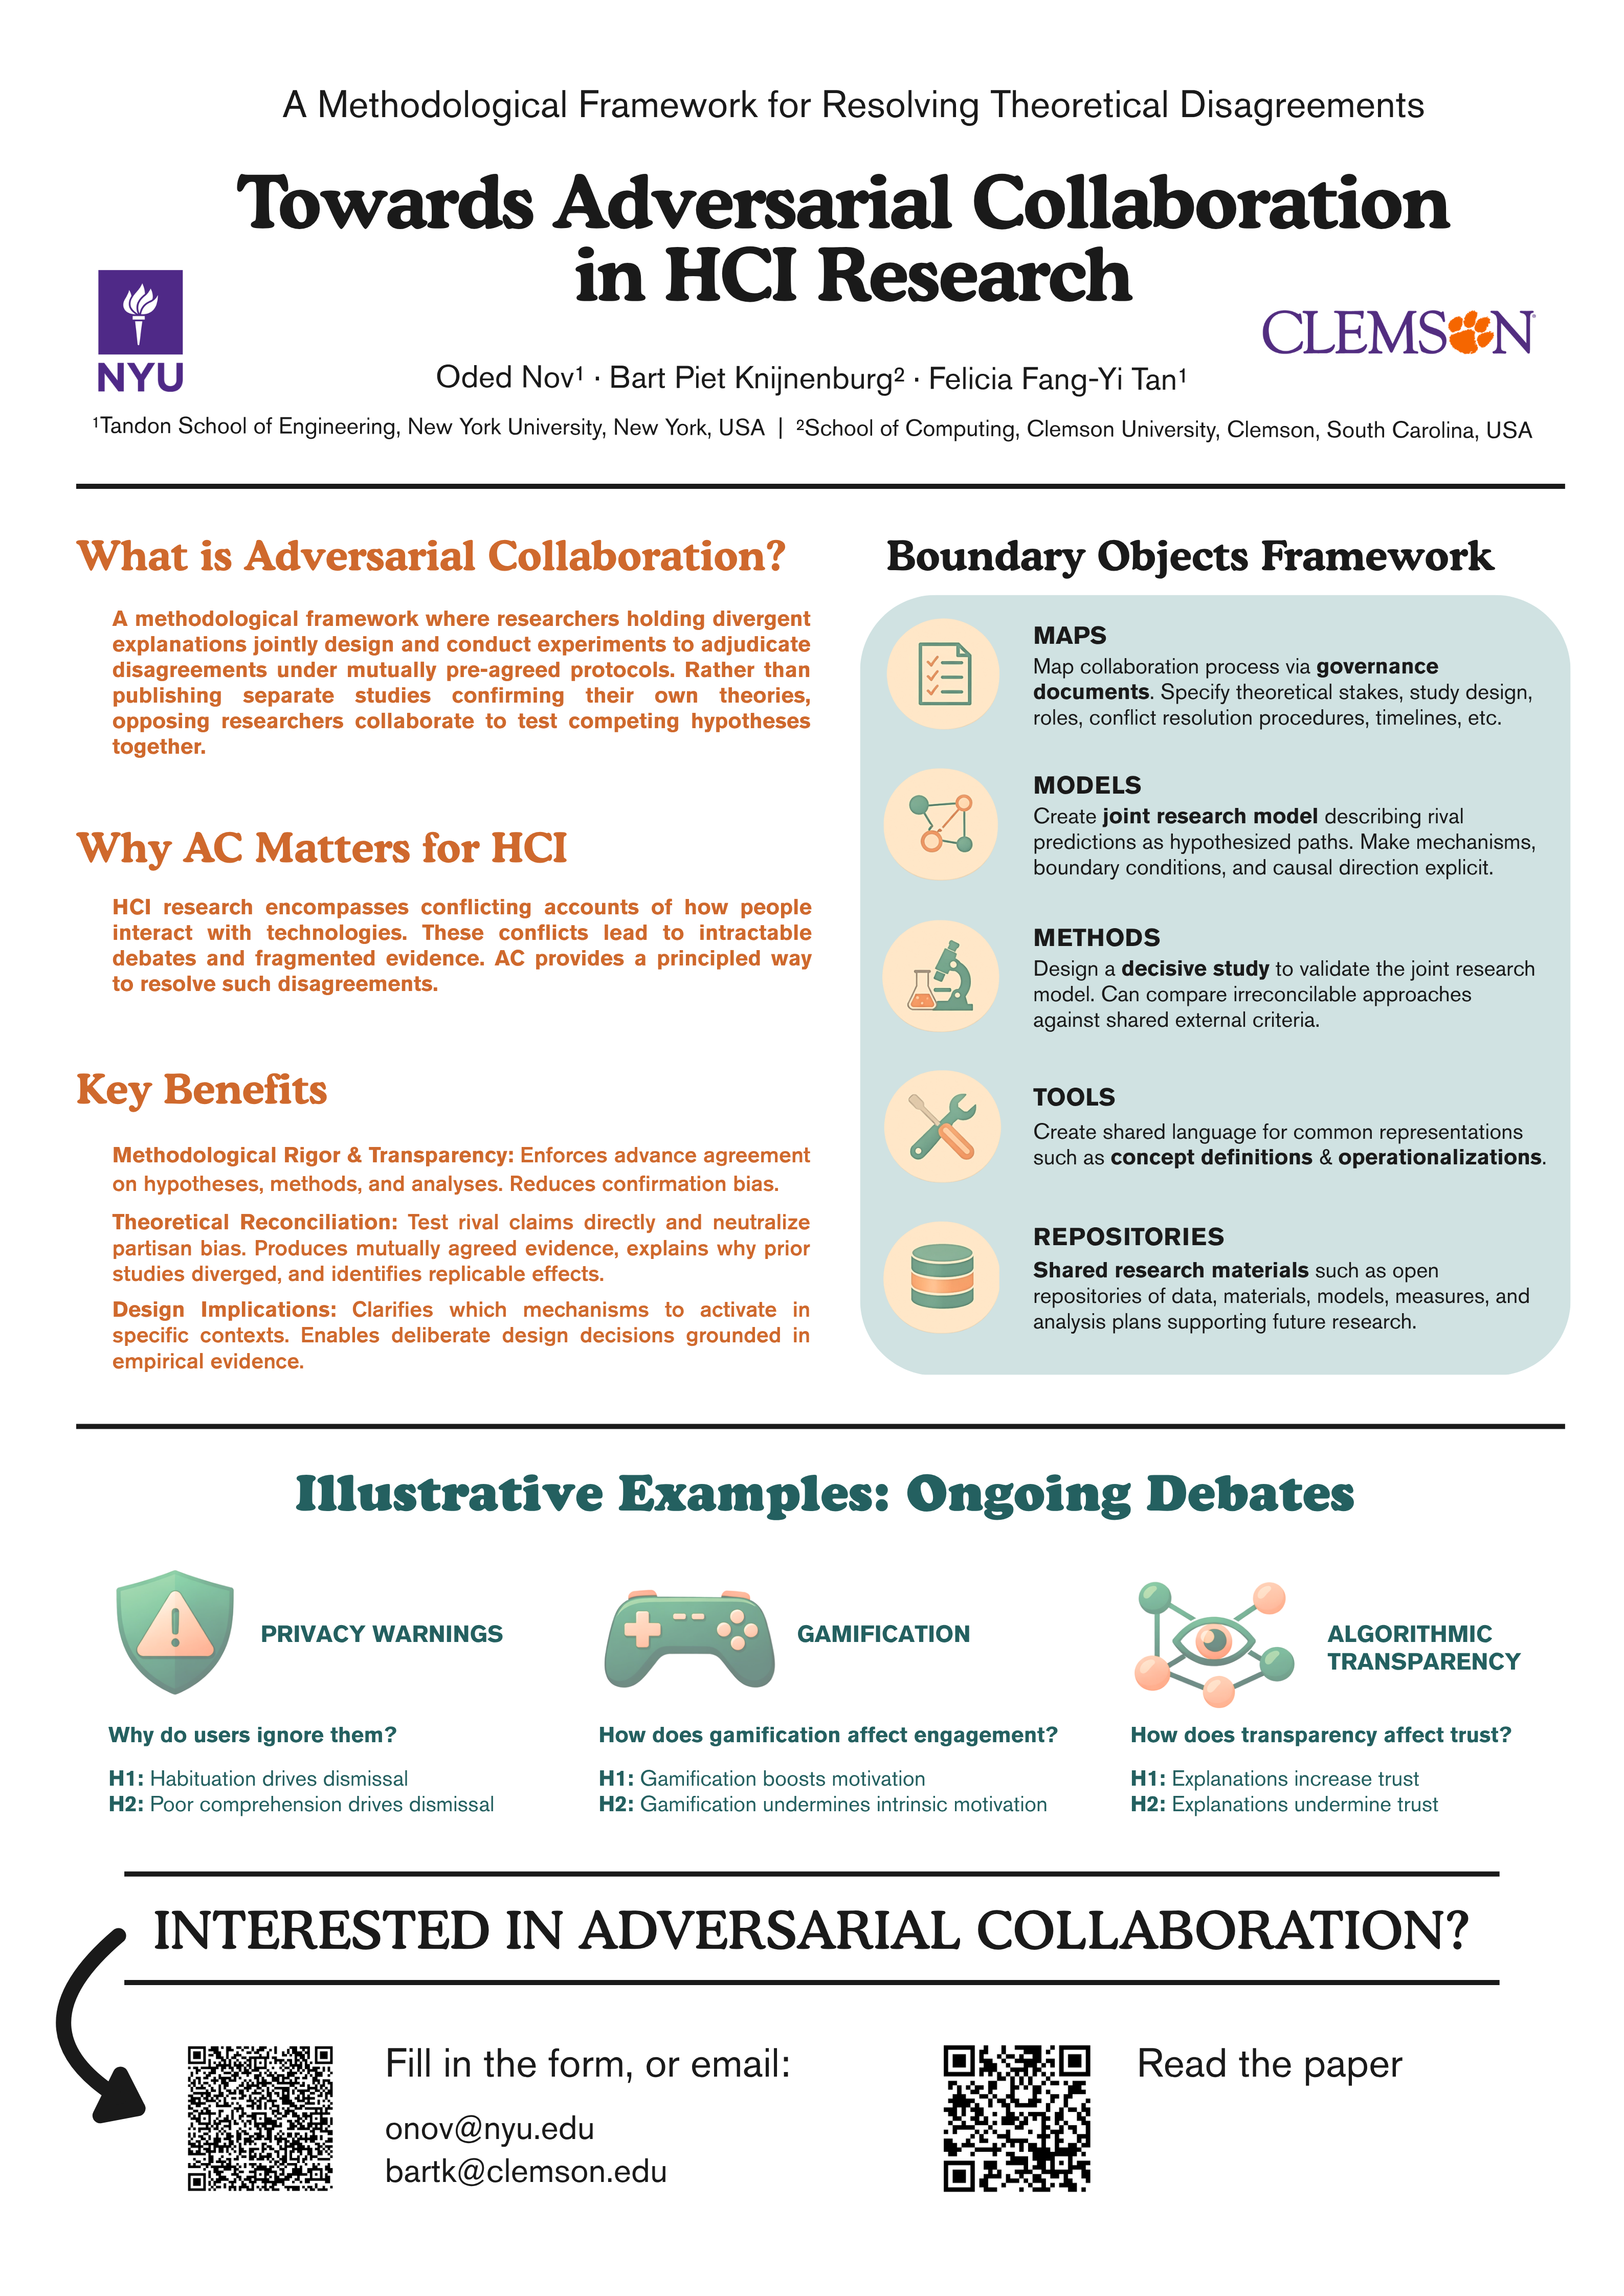 A Methodological Framework for Resolving Theoretical Disagreements
Towards Adversarial Collaboration
in HCI Research
NYU
CLEMSON
Oded Nov¹ · Bart Piet Knijnenburg² · Felicia Fang-Yi Tan¹
¹Tandon School of Engineering, New York University, New York, USA | ²School of Computing, Clemson University, Clemson, South Carolina, USA
What is Adversarial Collaboration?
A methodological framework where researchers holding divergent
explanations jointly design and conduct experiments to adjudicate
disagreements under mutually pre-agreed protocols. Rather than
publishing separate studies confirming their own theories,
opposing researchers collaborate to test competing hypotheses
together.
Why AC Matters for HCI
HCI research encompasses conflicting accounts of how people
interact with technologies. These conflicts lead to intractable
debates and fragmented evidence. AC provides a principled way
to resolve such disagreements.
Key Benefits
Methodological Rigor & Transparency: Enforces advance agreement
on hypotheses, methods, and analyses. Reduces confirmation bias.
Theoretical Reconciliation: Test rival claims directly and neutralize
partisan bias. Produces mutually agreed evidence, explains why prior
studies diverged, and identifies replicable effects.
Design Implications: Clarifies which mechanisms to activate in
specific contexts. Enables deliberate design decisions grounded in
empirical evidence.
Boundary Objects Framework
MAPS
Map collaboration process via governance
documents. Specify theoretical stakes, study design,
roles, conflict resolution procedures, timelines, etc.
MODELS
Create joint research model describing rival
predictions as hypothesized paths. Make mechanisms,
boundary conditions, and causal direction explicit.
METHODS
Design a decisive study to validate the joint research
model. Can compare irreconcilable approaches
against shared external criteria.
TOOLS
Create shared language for common representations
such as concept definitions & operationalizations.
REPOSITORIES
Shared research materials such as open
repositories of data, materials, models, measures, and
analysis plans supporting future research.
Illustrative Examples: Ongoing Debates
PRIVACY WARNINGS
Why do users ignore them?
H1: Habituation drives dismissal
H2: Poor comprehension drives dismissal
GAMIFICATION
How does gamification affect engagement?
H1: Gamification boosts motivation
H2: Gamification undermines intrinsic motivation
ALGORITHMIC
TRANSPARENCY
How does transparency affect trust?
H1: Explanations increase trust
H2: Explanations undermine trust
INTERESTED IN ADVERSARIAL COLLABORATION?
Fill in the form, or email:
onov@nyu.edu
bartk@clemson.edu
Read the paper